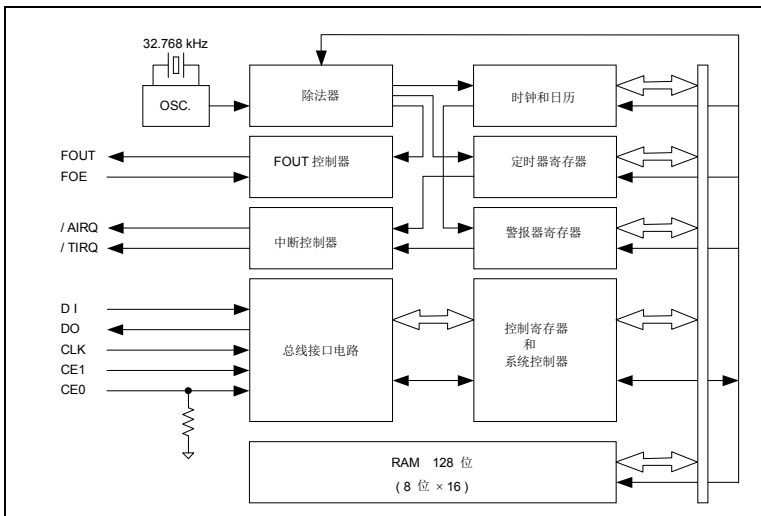 32.768 kHz
OSC.
除法器
时钟和日历
FOUT
FOE
FOUT 控制器
定时器寄存器
/ AIRQ
/ TIRQ
中断控制器
警报器寄存器
D I
DO
CLK
CE1
CE0
总线接口电路
控制寄存器
和
系统控制器
RAM 128 位
( 8 位 × 16 )